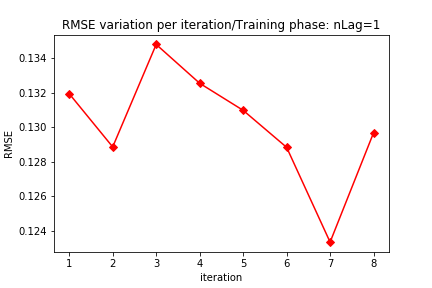 RMSE variation per iteration/Training phase: nLag=1
0.134
0.132
0.130
0.128
0.126
0.124
RMSE
1 2 3 4 5 6 7 8
iteration